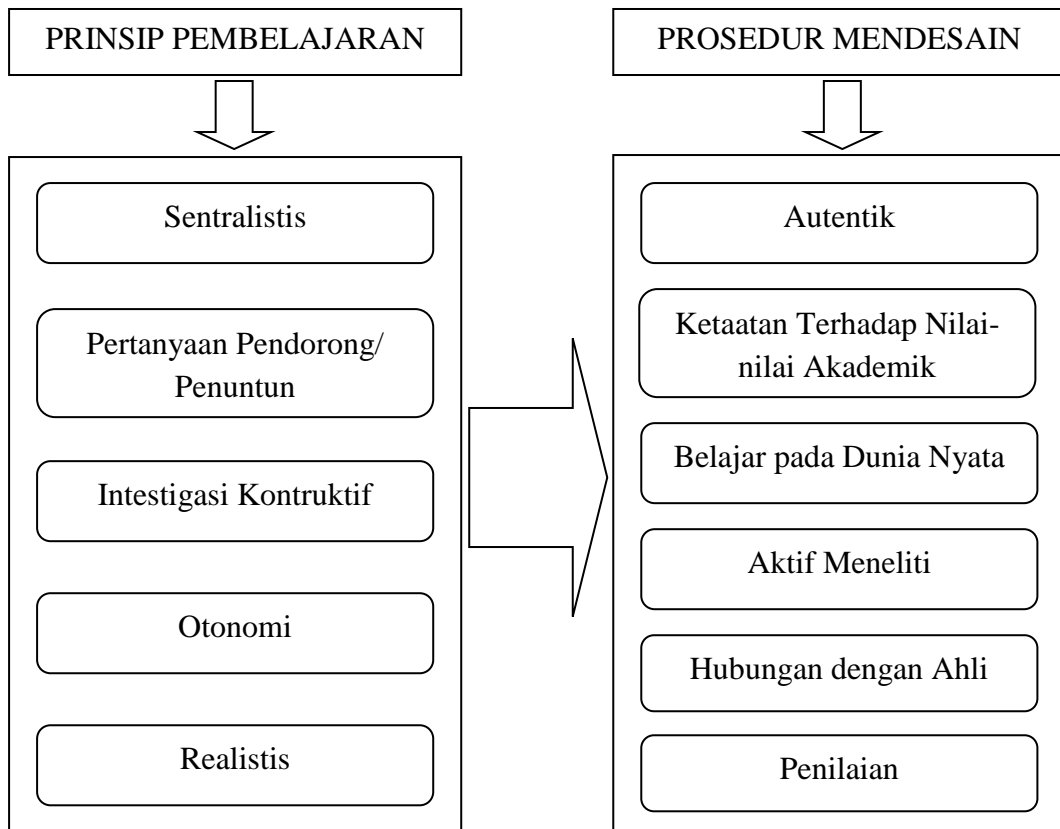 PRINSIP PEMBELAJARAN
Sentralistis
Pertanyaan Pendorong/
Penuntun
Intestigasi Kontruktif
Otonomi
Realistis
PROSEDUR MENDESAIN
Autentik
Ketaatan Terhadap Nilai-
nilai Akademik
Belajar pada Dunia Nyata
Aktif Meneliti
Hubungan dengan Ahli
Penilaian